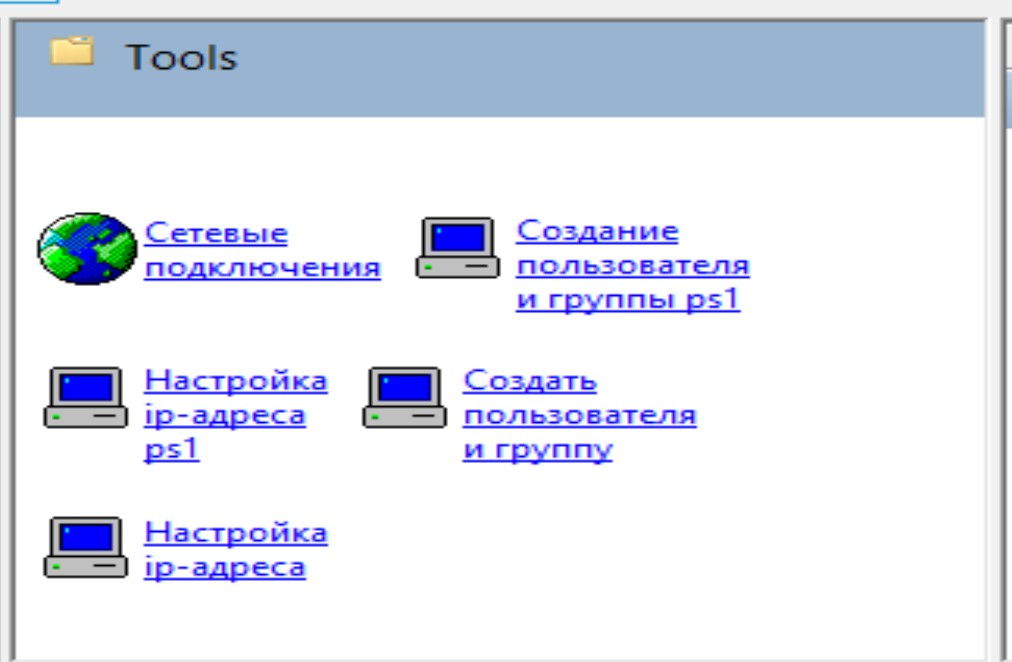 Tools
Сетевые
подключения
Создание
пользователя
и группы ps1
Настройка
ip-адреса
ps1
Создать
пользователя
и группу
Настройка
ip-адреса